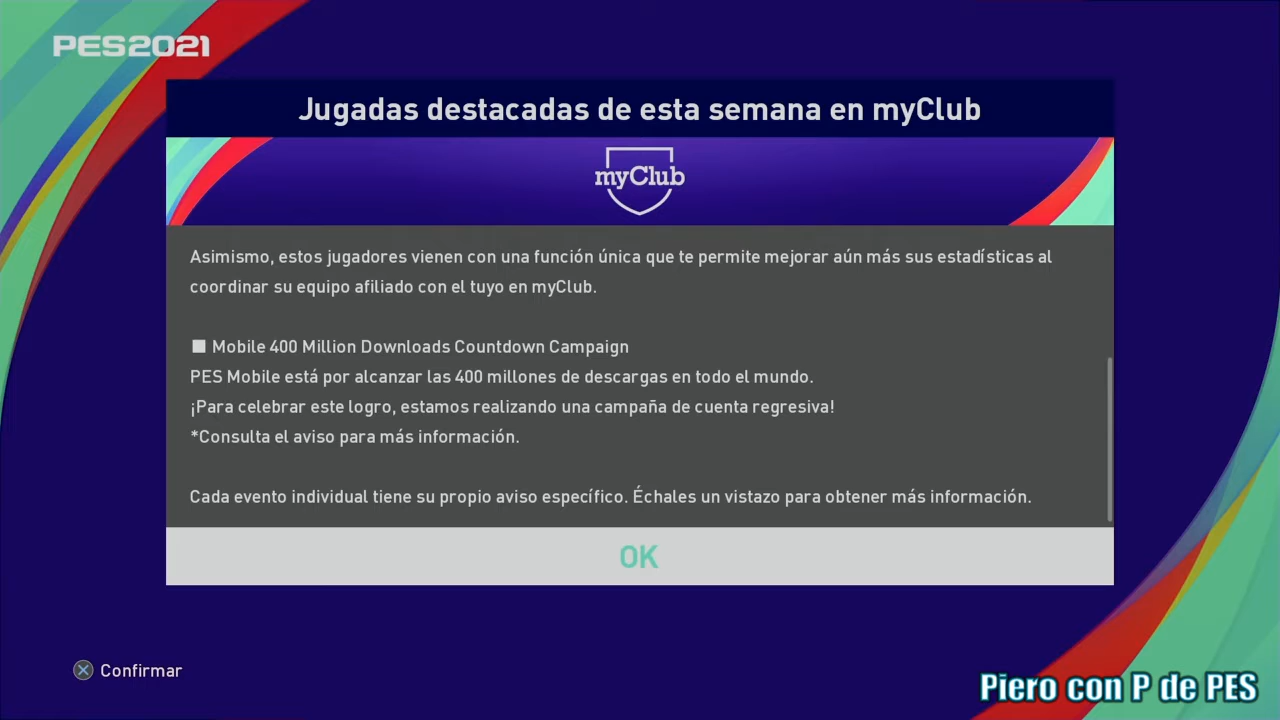 PES2021
Jugadas destacadas de esta semana en myClub
myClub
Asimismo, estos jugadores vienen con una función única que te permite mejorar aún más sus estadísticas al
coordinar su equipo afiliado con el tuyo en myClub.
■ Mobile 400 Million Downloads Countdown Campaign
PES Mobile está por alcanzar las 400 millones de descargas en todo el mundo.
¡Para celebrar este logro, estamos realizando una campaña de cuenta regresiva!
*Consulta el aviso para más información.
Cada evento individual tiene su propio aviso específico. Échales un vistazo para obtener más información.
OK
Confirmar
Piero con P de PES